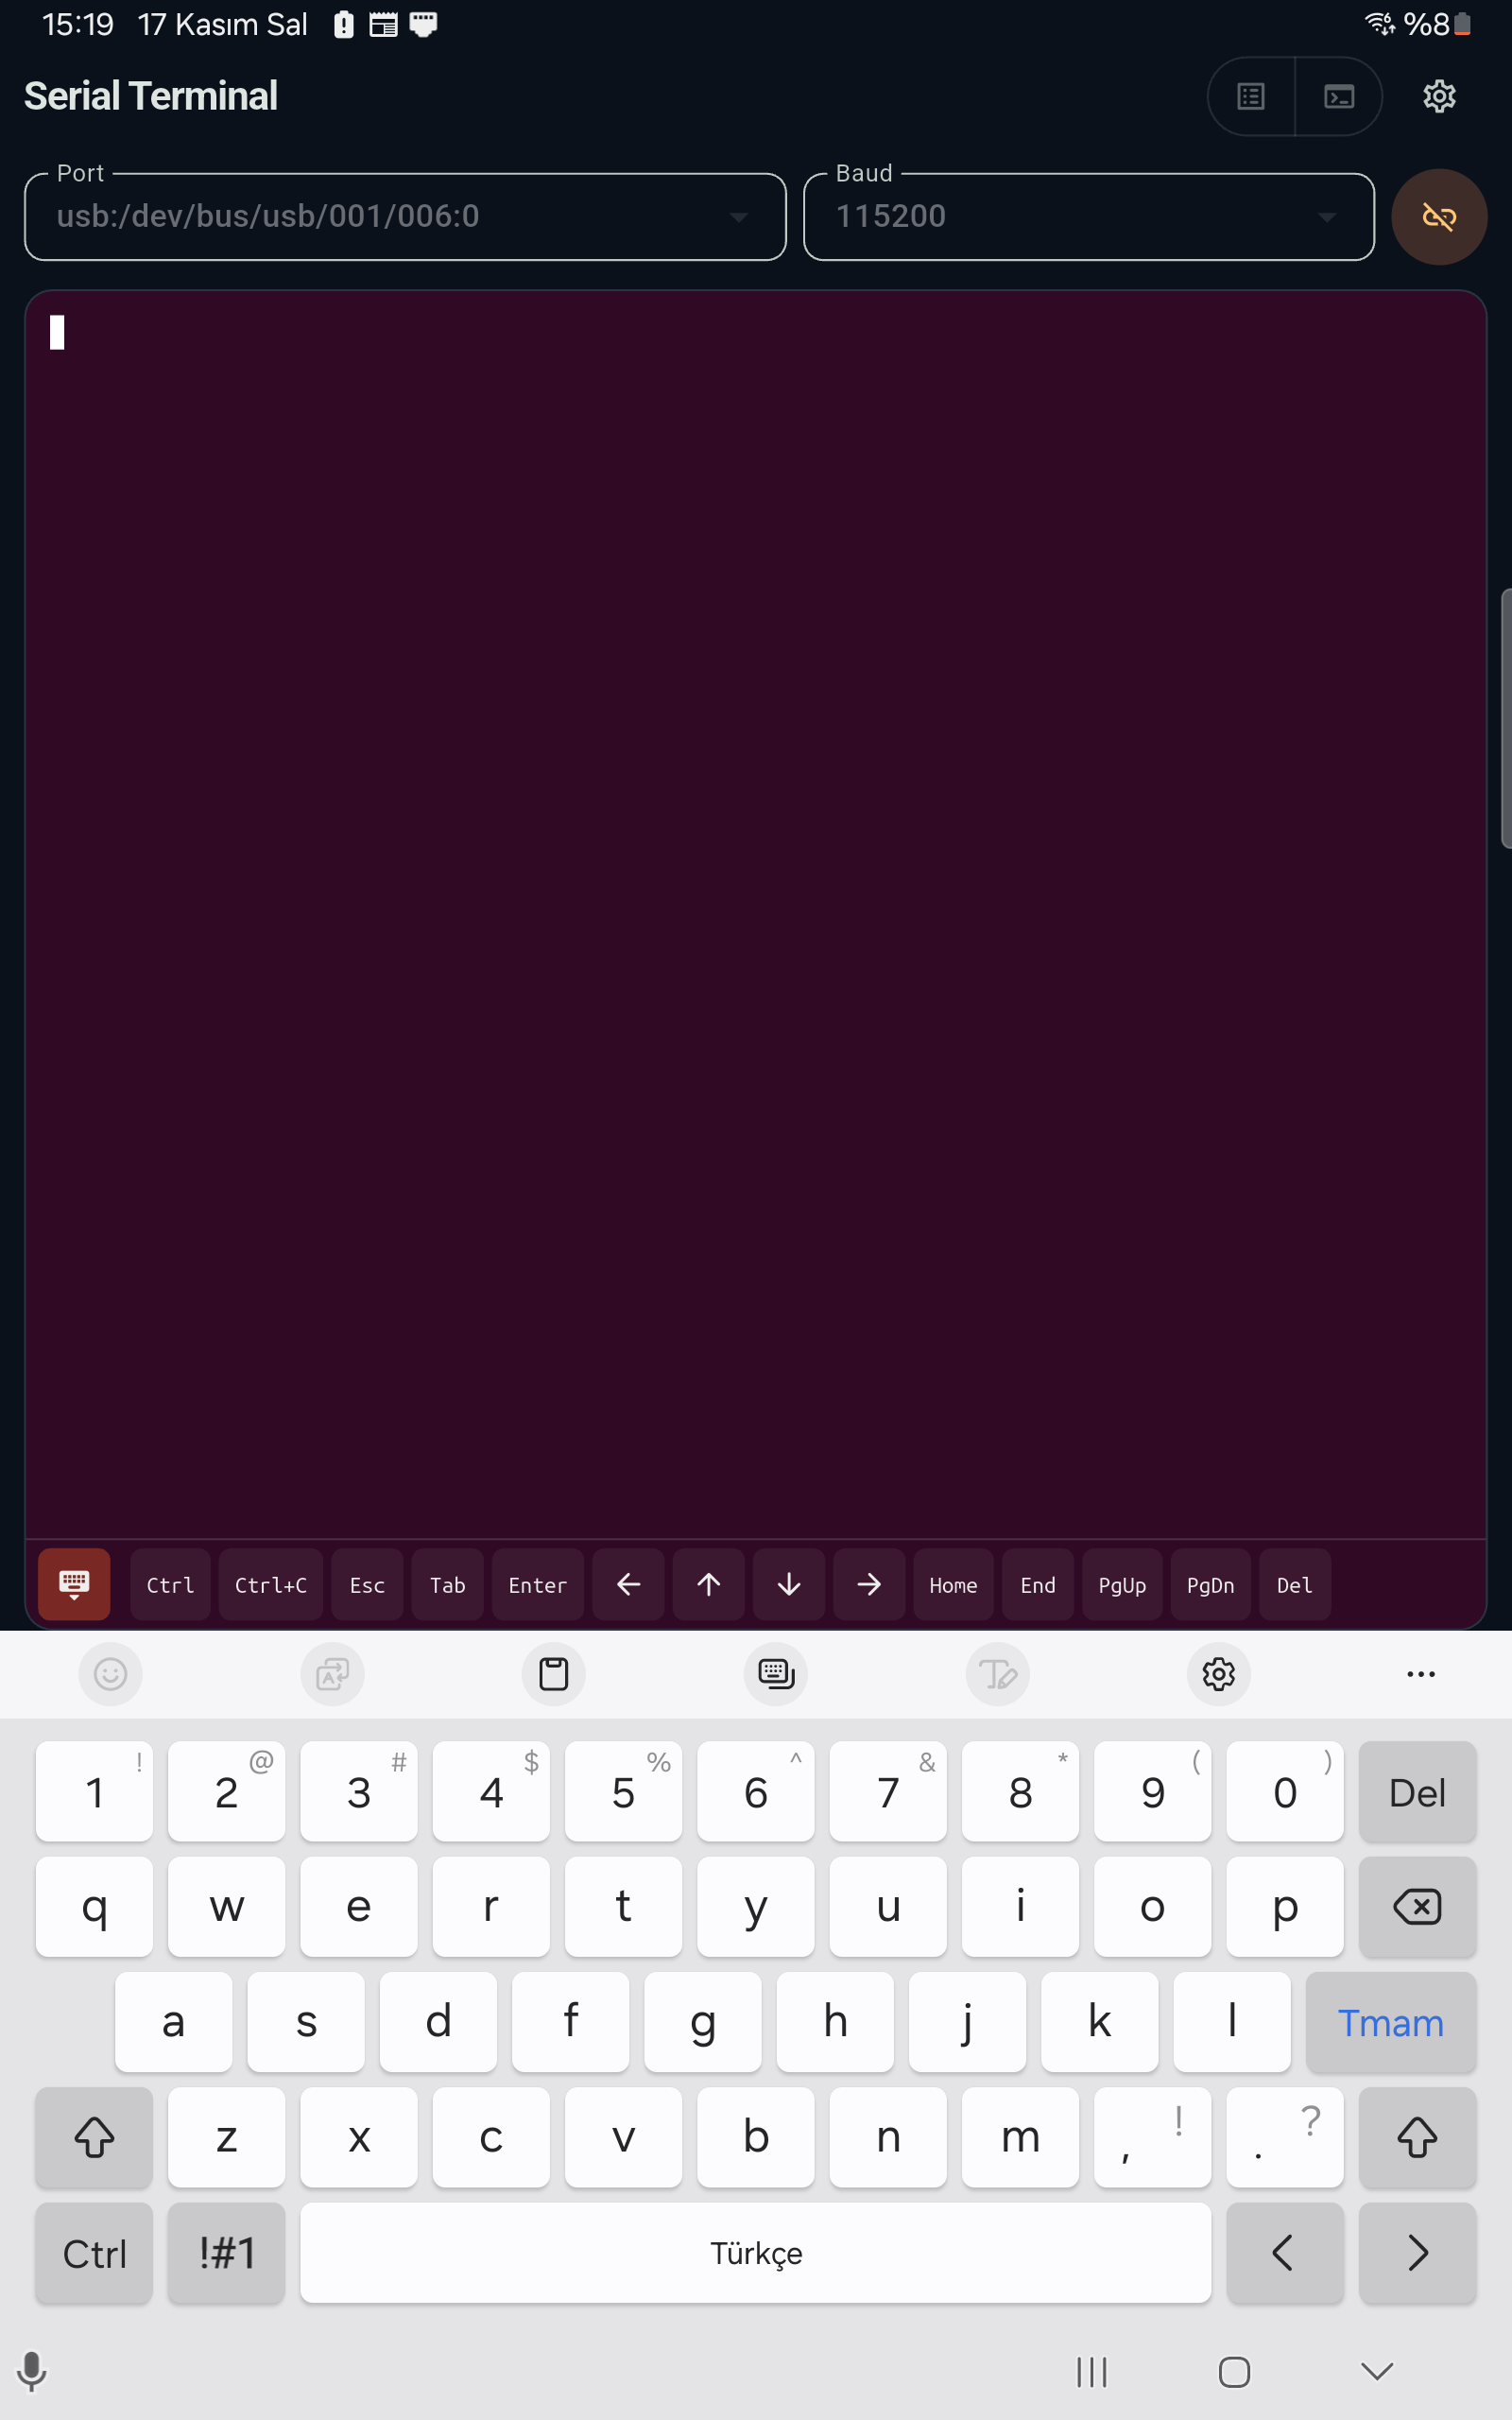 15:19 17 Kasım Sal %8
Serial Terminal
Port
usb:/dev/bus/usb/001/006:0
Baud
115200
Ctrl Ctrl+C Esc Tab Enter ← ↑ ↓ → Home End PgUp PgDn Del
1 ! 2 @ 3 # 4 $ 5 % 6 ^ 7 & 8 * 9 ( 0 ) Del
q w e r t y u i o p
a s d f g h j k l Tmam
z x c v b n m , ! . ?
Ctrl !#1 Türkçe < >